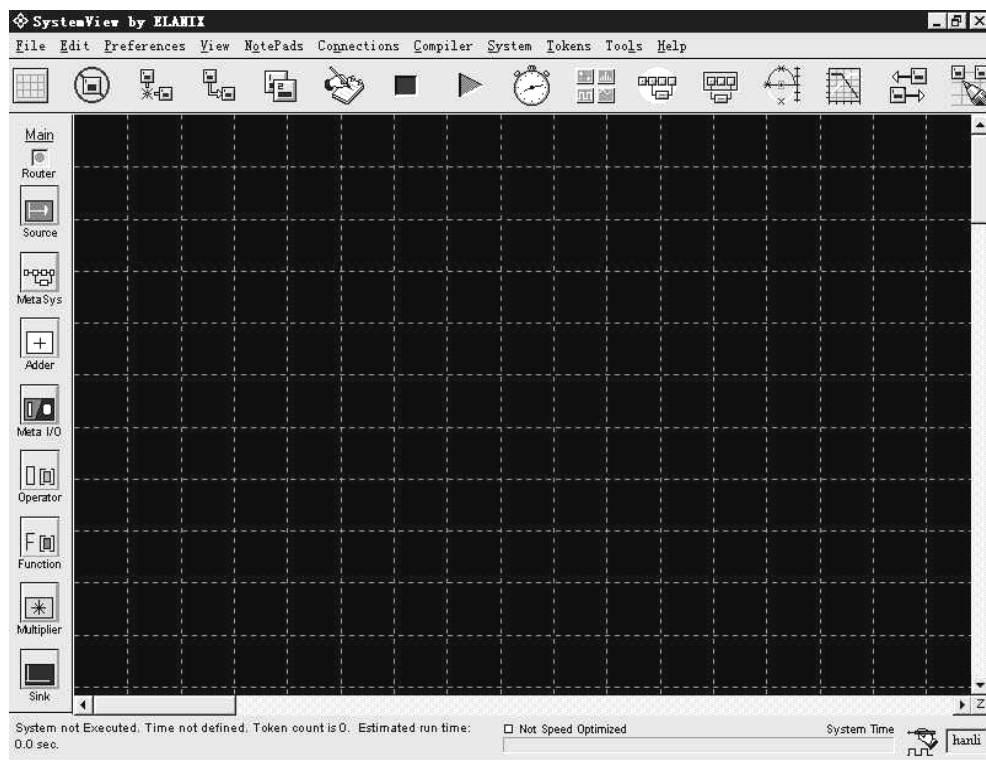 SystemView by ELANIX
File Edit Preferences View NotePads Connections Compiler System Tokens Tools Help
Main
Router
Source
MetaSys
Adder
Meta I/O
Operator
F
Function
Multiplier
Sink
Z
System not Executed. Time not defined. Token count is 0. Estimated run time:
0.0 sec.
Not Speed Optimized
System Time
hanli